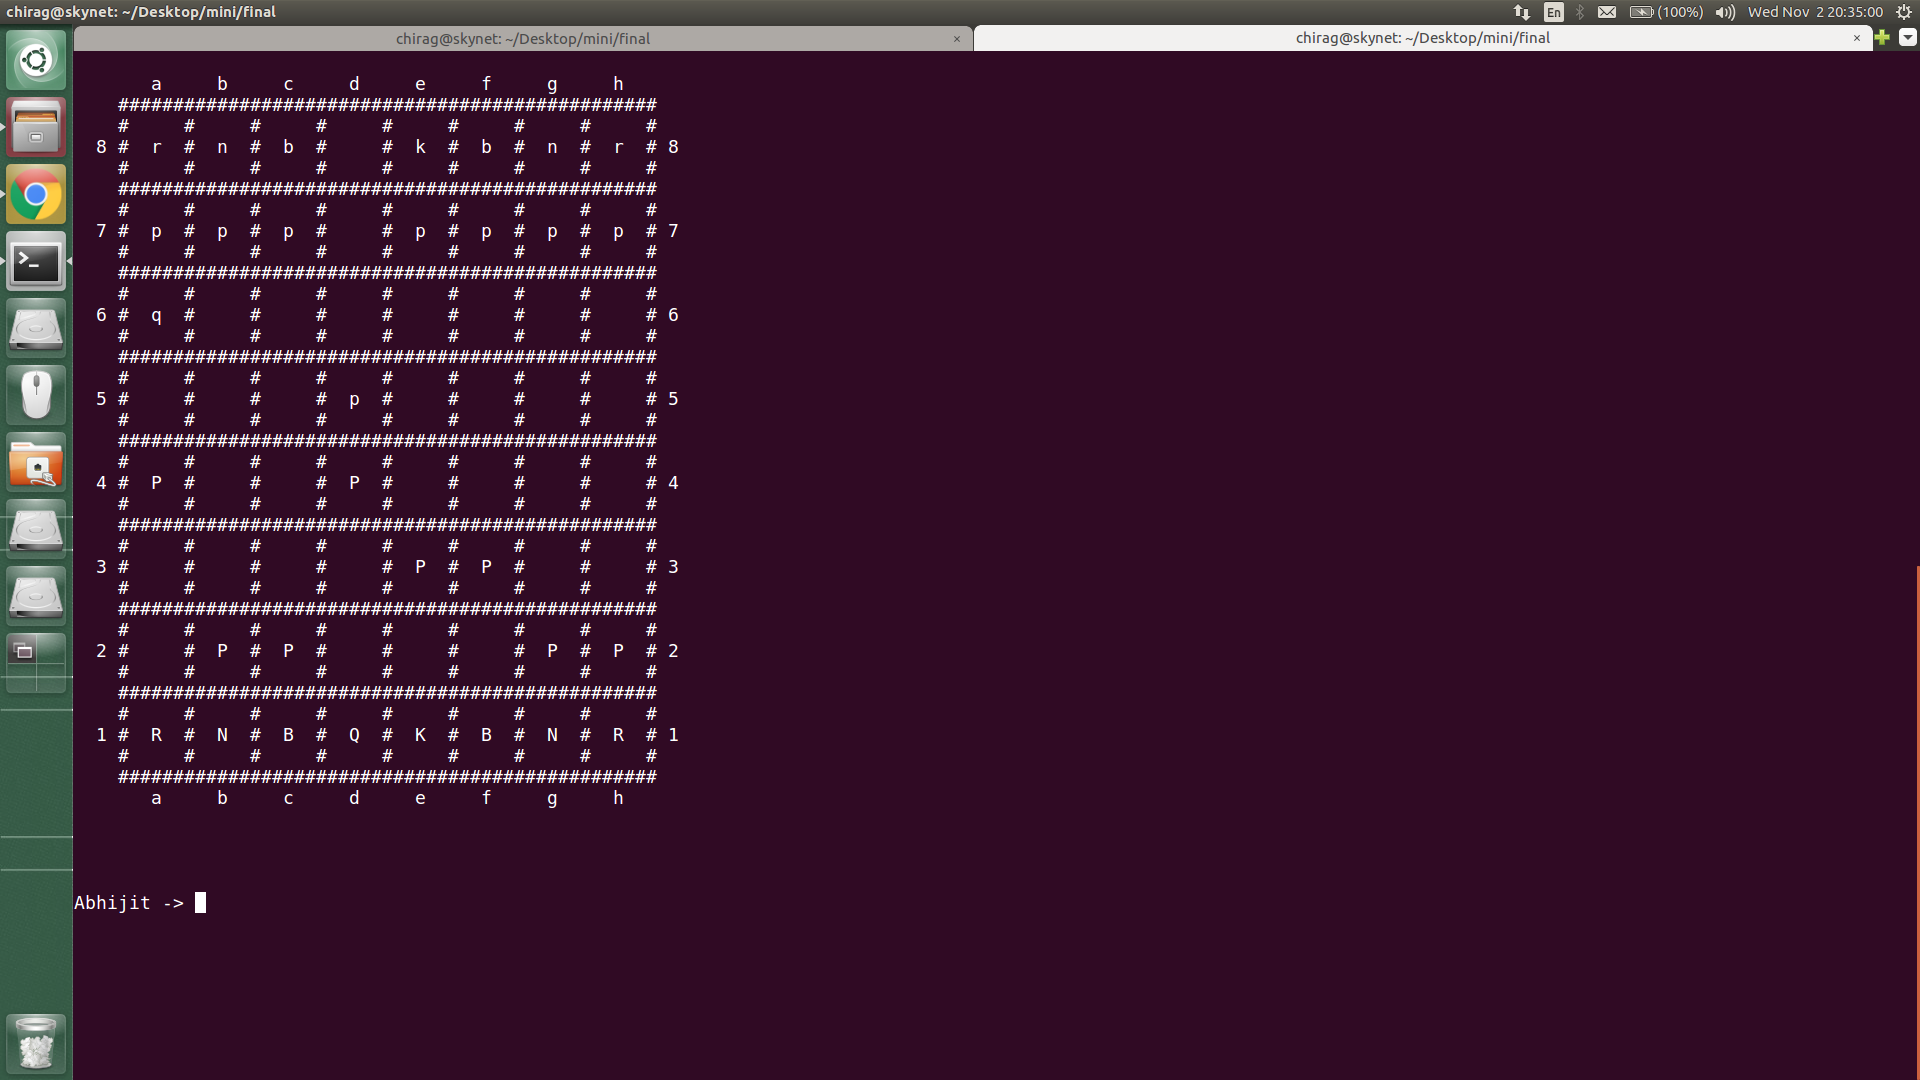 chirag@skynet: ~/Desktop/mini/final En (100%) Wed Nov 2 20:35:00
chirag@skynet: ~/Desktop/mini/final × chirag@skynet: ~/Desktop/mini/final ×
a b c d e f g h
#################################################
# # # # # # # # #
8 # r # n # b # # k # b # n # r # 8
# # # # # # # # #
#################################################
# # # # # # # # #
7 # p # p # p # # p # p # p # p # 7
# # # # # # # # #
#################################################
# # # # # # # # #
6 # q # # # # # # # # 6
# # # # # # # # #
#################################################
# # # # # # # # #
5 # # # # p # # # # # 5
# # # # # # # # #
#################################################
# # # # # # # # #
4 # P # # # P # # # # # 4
# # # # # # # # #
#################################################
# # # # # # # # #
3 # # # # # P # P # # # 3
# # # # # # # # #
#################################################
# # # # # # # # #
2 # # P # P # # # # P # P # 2
# # # # # # # # #
#################################################
# # # # # # # # #
1 # R # N # B # Q # K # B # N # R # 1
# # # # # # # # #
#################################################
a b c d e f g h
Abhijit ->